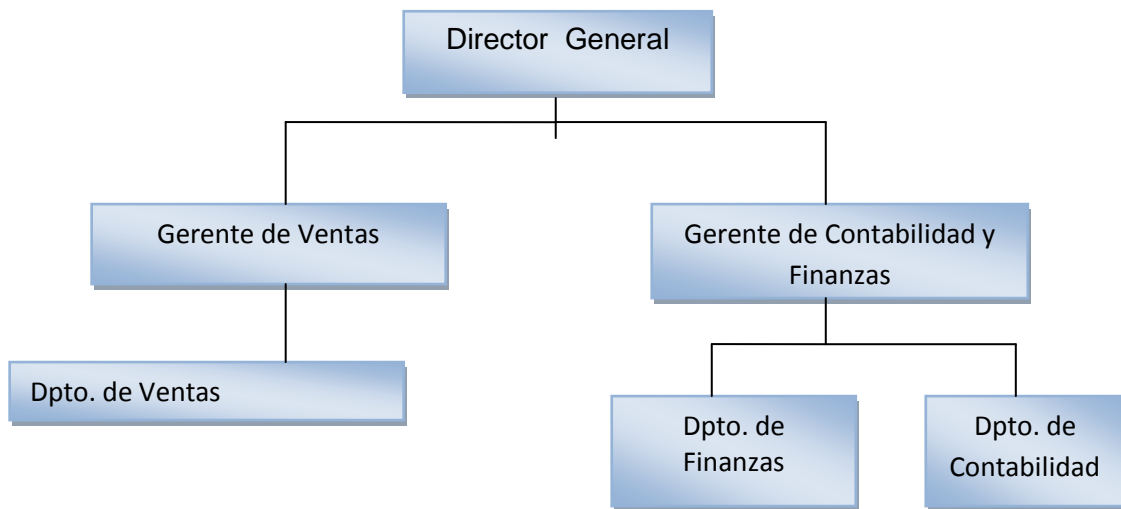 Director General
Gerente de Ventas
Gerente de Contabilidad y
Finanzas
Dpto. de Ventas
Dpto. de
Finanzas
Dpto. de
Contabilidad